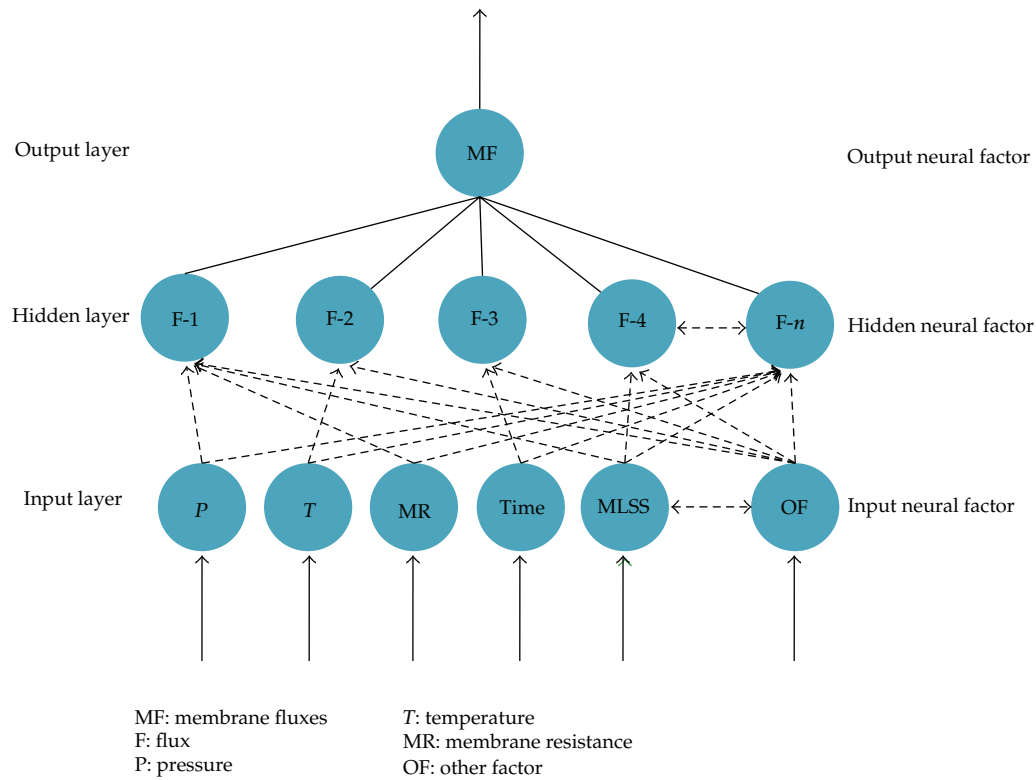 MF
Output layer
Output neural factor
F-1
F-2
F-3
F-4
F-n
Hidden layer
Hidden neural factor
Input layer
P
T
MR
Time
MLSS
OF
Input neural factor
MF: membrane fluxes
F: flux
P: pressure
T: temperature
MR: membrane resistance
OF: other factor